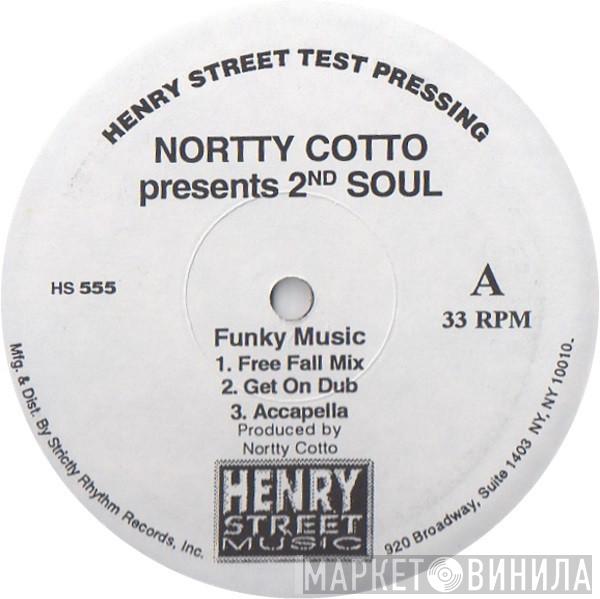 HENRY STREET TEST PRESSING
NORTTY COTTO
presents 2ND SOUL
HS 555
A
33 RPM
Funky Music
1. Free Fall Mix
2. Get On Dub
3. Accapella
Produced by
Nortty Cotto
HENRY
STREET
MUSIC
Mfg. & Dist. By Strictly Rhythm Records, Inc.
920 Broadway, Suite 1403 NY, NY 10010.
МАРКЕТ ВИНИЛА